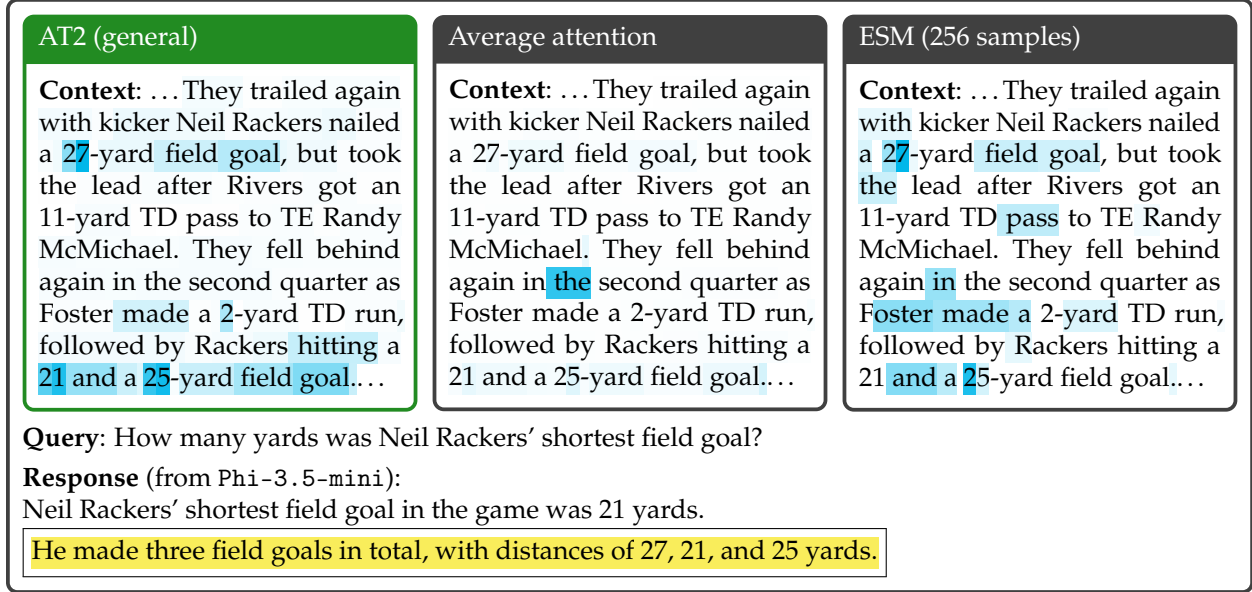 AT2 (general)
Context: ... They trailed again
with kicker Neil Rackers nailed
a 27-yard field goal, but took
the lead after Rivers got an
11-yard TD pass to TE Randy
McMichael. They fell behind
again in the second quarter as
Foster made a 2-yard TD run,
followed by Rackers hitting a
21 and a 25-yard field goal....
Average attention
Context: ... They trailed again
with kicker Neil Rackers nailed
a 27-yard field goal, but took
the lead after Rivers got an
11-yard TD pass to TE Randy
McMichael. They fell behind
again in the second quarter as
Foster made a 2-yard TD run,
followed by Rackers hitting a
21 and a 25-yard field goal....
ESM (256 samples)
Context: ... They trailed again
with kicker Neil Rackers nailed
a 27-yard field goal, but took
the lead after Rivers got an
11-yard TD pass to TE Randy
McMichael. They fell behind
again in the second quarter as
Foster made a 2-yard TD run,
followed by Rackers hitting a
21 and a 25-yard field goal....
Query: How many yards was Neil Rackers' shortest field goal?
Response (from Phi-3.5-mini):
Neil Rackers' shortest field goal in the game was 21 yards.
He made three field goals in total, with distances of 27, 21, and 25 yards.